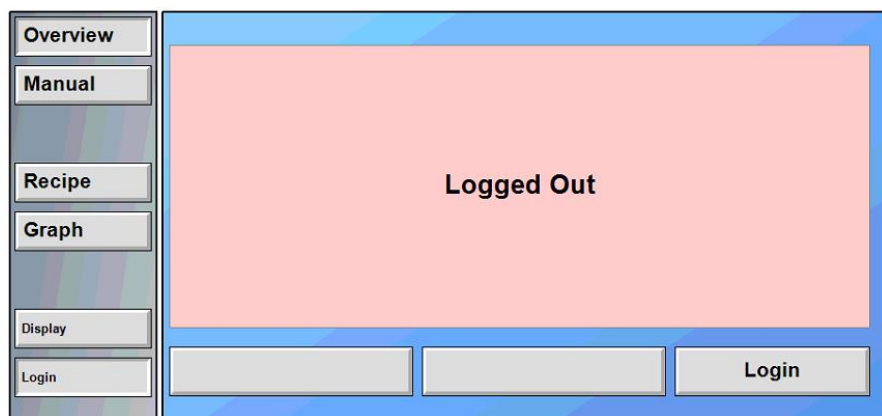 Overview
Manual
Recipe
Graph
Display
Login
Logged Out
Login